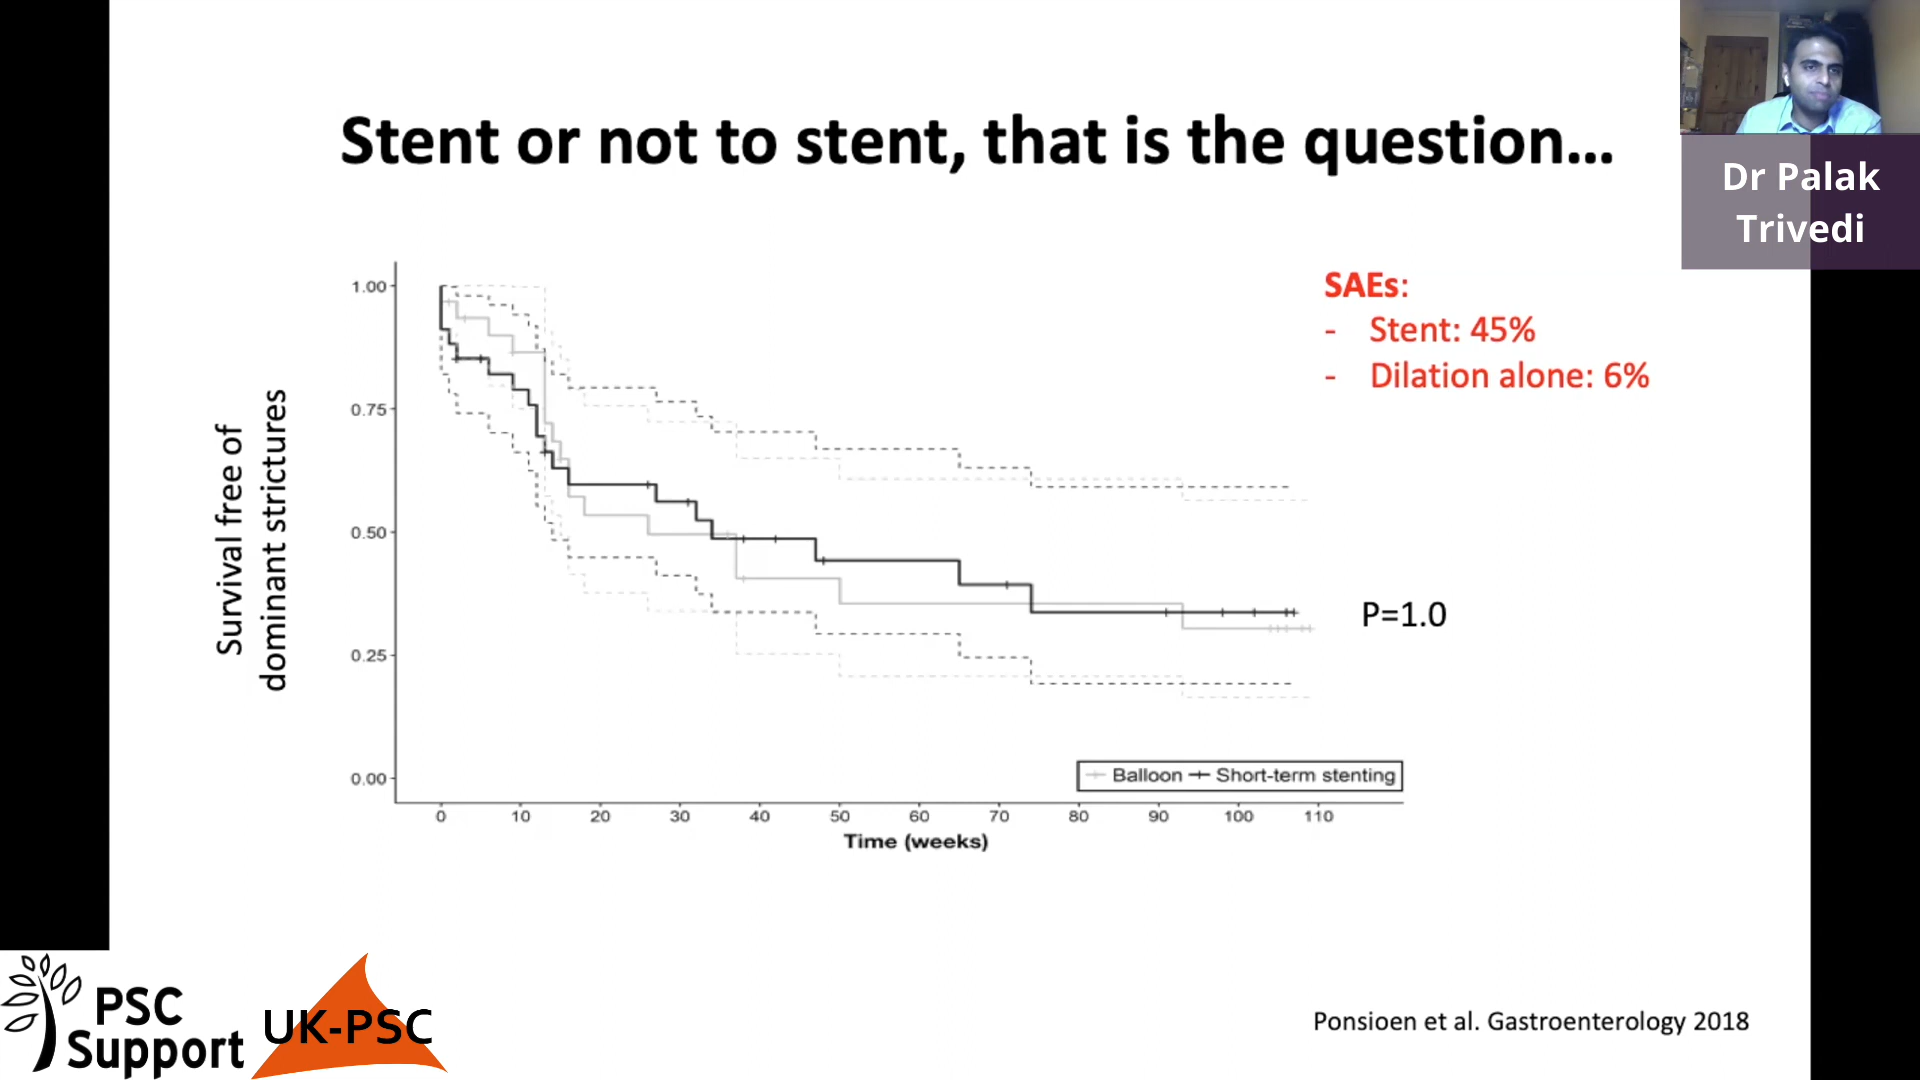 Stent or not to stent, that is the question...
Dr Palak
Trivedi
SAEs:
- Stent: 45%
- Dilation alone: 6%
Survival free of
dominant strictures
1.00
0.75
0.50
0.25
0.00
P=1.0
Balloon Short-term stenting
0 10 20 30 40 50 60 70 80 90 100 110
Time (weeks)
PSC
Support
UK-PSC
Ponsioen et al. Gastroenterology 2018